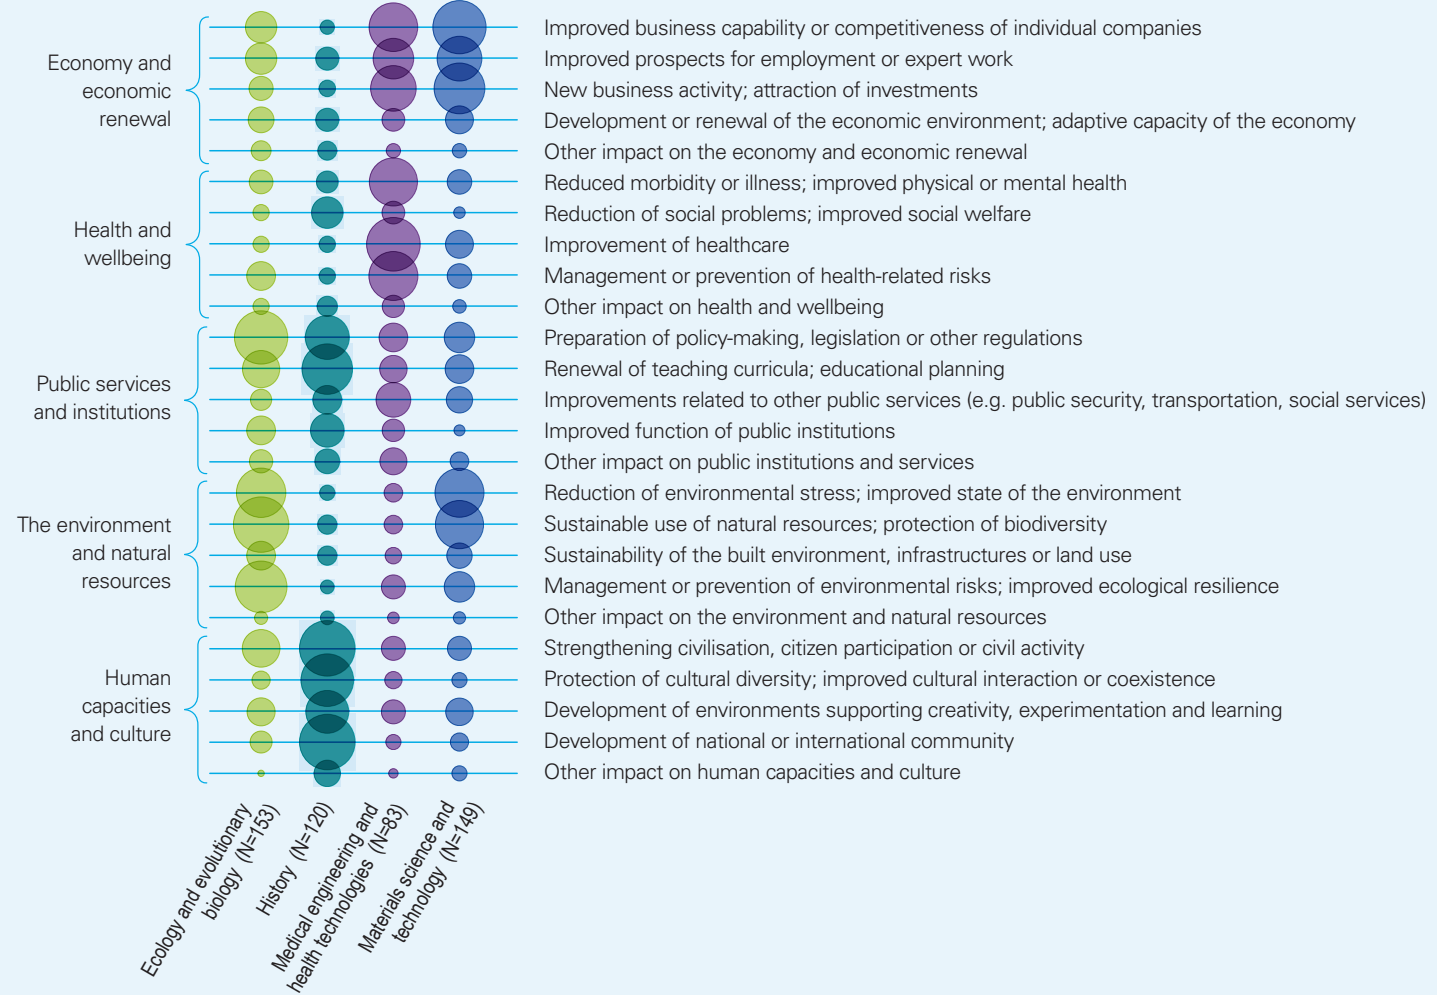 Economy and
economic
renewal
Improved business capability or competitiveness of individual companies
Improved prospects for employment or expert work
New business activity; attraction of investments
Development or renewal of the economic environment; adaptive capacity of the economy
Other impact on the economy and economic renewal
Health and
wellbeing
Reduced morbidity or illness; improved physical or mental health
Reduction of social problems; improved social welfare
Improvement of healthcare
Management or prevention of health-related risks
Other impact on health and wellbeing
Public services
and institutions
Preparation of policy-making, legislation or other regulations
Renewal of teaching curricula; educational planning
Improvements related to other public services (e.g. public security, transportation, social services)
Improved function of public institutions
Other impact on public institutions and services
The environment
and natural
resources
Reduction of environmental stress; improved state of the environment
Sustainable use of natural resources; protection of biodiversity
Sustainability of the built environment, infrastructures or land use
Management or prevention of environmental risks; improved ecological resilience
Other impact on the environment and natural resources
Human
capacities
and culture
Strengthening civilisation, citizen participation or civil activity
Protection of cultural diversity; improved cultural interaction or coexistence
Development of environments supporting creativity, experimentation and learning
Development of national or international community
Other impact on human capacities and culture
Ecology and evolutionary
biology (N=153)
History (N=120)
Medical engineering and
health technologies (N=83)
Materials science and
technology (N=149)